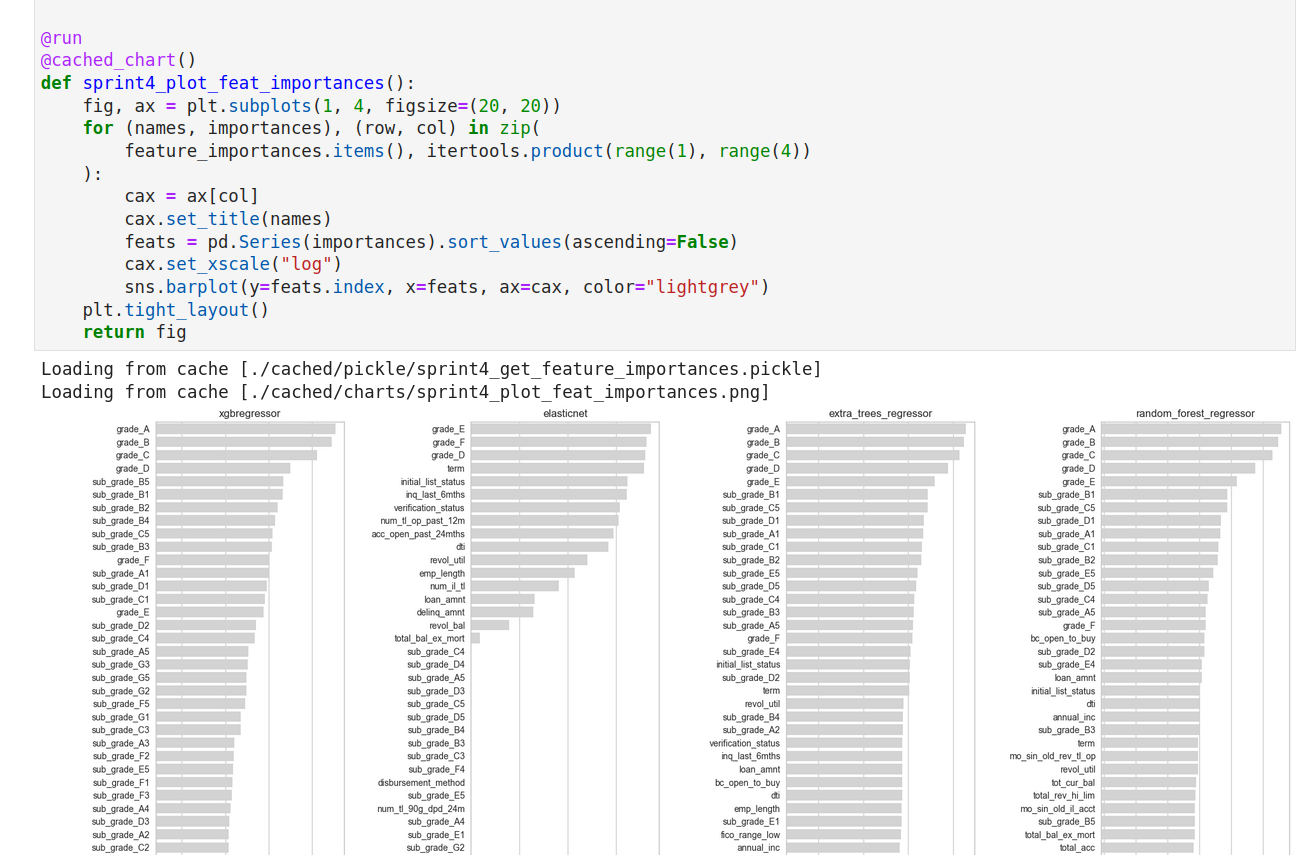 @run
@cached_chart()
def sprint4_plot_feat_importances():
    fig, ax = plt.subplots(1, 4, figsize=(20, 20))
    for (names, importances), (row, col) in zip(
        feature_importances.items(), itertools.product(range(1), range(4))
    ):
        cax = ax[col]
        cax.set_title(names)
        feats = pd.Series(importances).sort_values(ascending=False)
        cax.set_xscale("log")
        sns.barplot(y=feats.index, x=feats, ax=cax, color="lightgrey")
    plt.tight_layout()
    return fig
Loading from cache [./cached/pickle/sprint4_get_feature_importances.pickle]
Loading from cache [./cached/charts/sprint4_plot_feat_importances.png]
xgbregressor
grade_A
grade_B
grade_C
grade_D
sub_grade_B5
sub_grade_B1
sub_grade_B2
sub_grade_B4
sub_grade_C5
sub_grade_B3
grade_F
sub_grade_A1
sub_grade_D1
sub_grade_C1
grade_E
sub_grade_D2
sub_grade_C4
sub_grade_A5
sub_grade_G3
sub_grade_G5
sub_grade_G2
sub_grade_F5
sub_grade_G1
sub_grade_C3
sub_grade_A3
sub_grade_F2
sub_grade_E5
sub_grade_F1
sub_grade_F3
sub_grade_A4
sub_grade_D3
sub_grade_A2
sub_grade_C2
elasticnet
grade_E
grade_F
grade_D
term
initial_list_status
inq_last_6mths
verification_status
num_tl_op_past_12m
acc_open_past_24mths
dti
revol_util
emp_length
num_il_tl
loan_amnt
delinq_amnt
revol_bal
total_bal_ex_mort
sub_grade_C4
sub_grade_D4
sub_grade_A5
sub_grade_D3
sub_grade_C5
sub_grade_D5
sub_grade_B4
sub_grade_B3
sub_grade_C3
sub_grade_F4
disbursement_method
sub_grade_E5
num_tl_90g_dpd_24m
sub_grade_A4
sub_grade_E1
sub_grade_G2
extra_trees_regressor
grade_A
grade_B
grade_C
grade_D
grade_E
sub_grade_B1
sub_grade_C5
sub_grade_D1
sub_grade_A1
sub_grade_C1
sub_grade_B2
sub_grade_E5
sub_grade_D5
sub_grade_C4
sub_grade_B3
sub_grade_A5
grade_F
sub_grade_E4
initial_list_status
sub_grade_D2
term
revol_util
sub_grade_B4
sub_grade_A2
verification_status
inq_last_6mths
loan_amnt
bc_open_to_buy
dti
emp_length
sub_grade_E1
fico_range_low
annual_inc
random_forest_regressor
grade_A
grade_B
grade_C
grade_D
grade_E
sub_grade_B1
sub_grade_C5
sub_grade_D1
sub_grade_A1
sub_grade_C1
sub_grade_B2
sub_grade_E5
sub_grade_D5
sub_grade_C4
sub_grade_A5
grade_F
bc_open_to_buy
sub_grade_D2
sub_grade_E4
loan_amnt
initial_list_status
dti
annual_inc
sub_grade_B3
term
mo_sin_old_rev_tl_op
revol_util
tot_cur_bal
total_rev_hi_lim
mo_sin_old_il_acct
sub_grade_B5
total_bal_ex_mort
total_acc